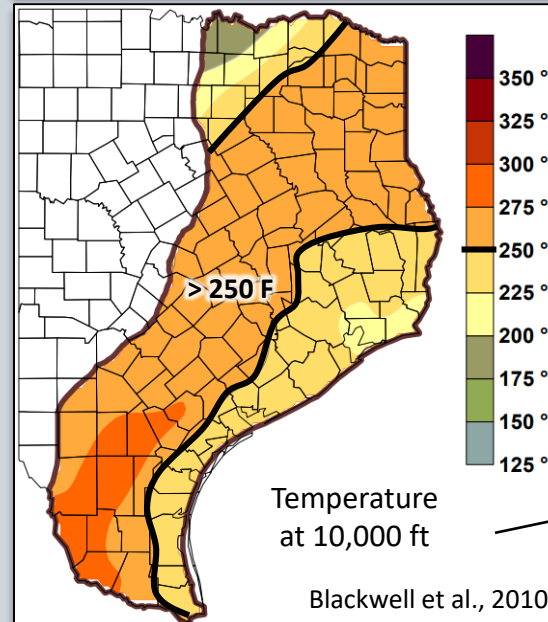 350 °
325 °
300 °
275 °
250 °
225 °
200 °
175 °
150 °
125 °
> 250 F
Temperature
at 10,000 ft
Blackwell et al., 2010